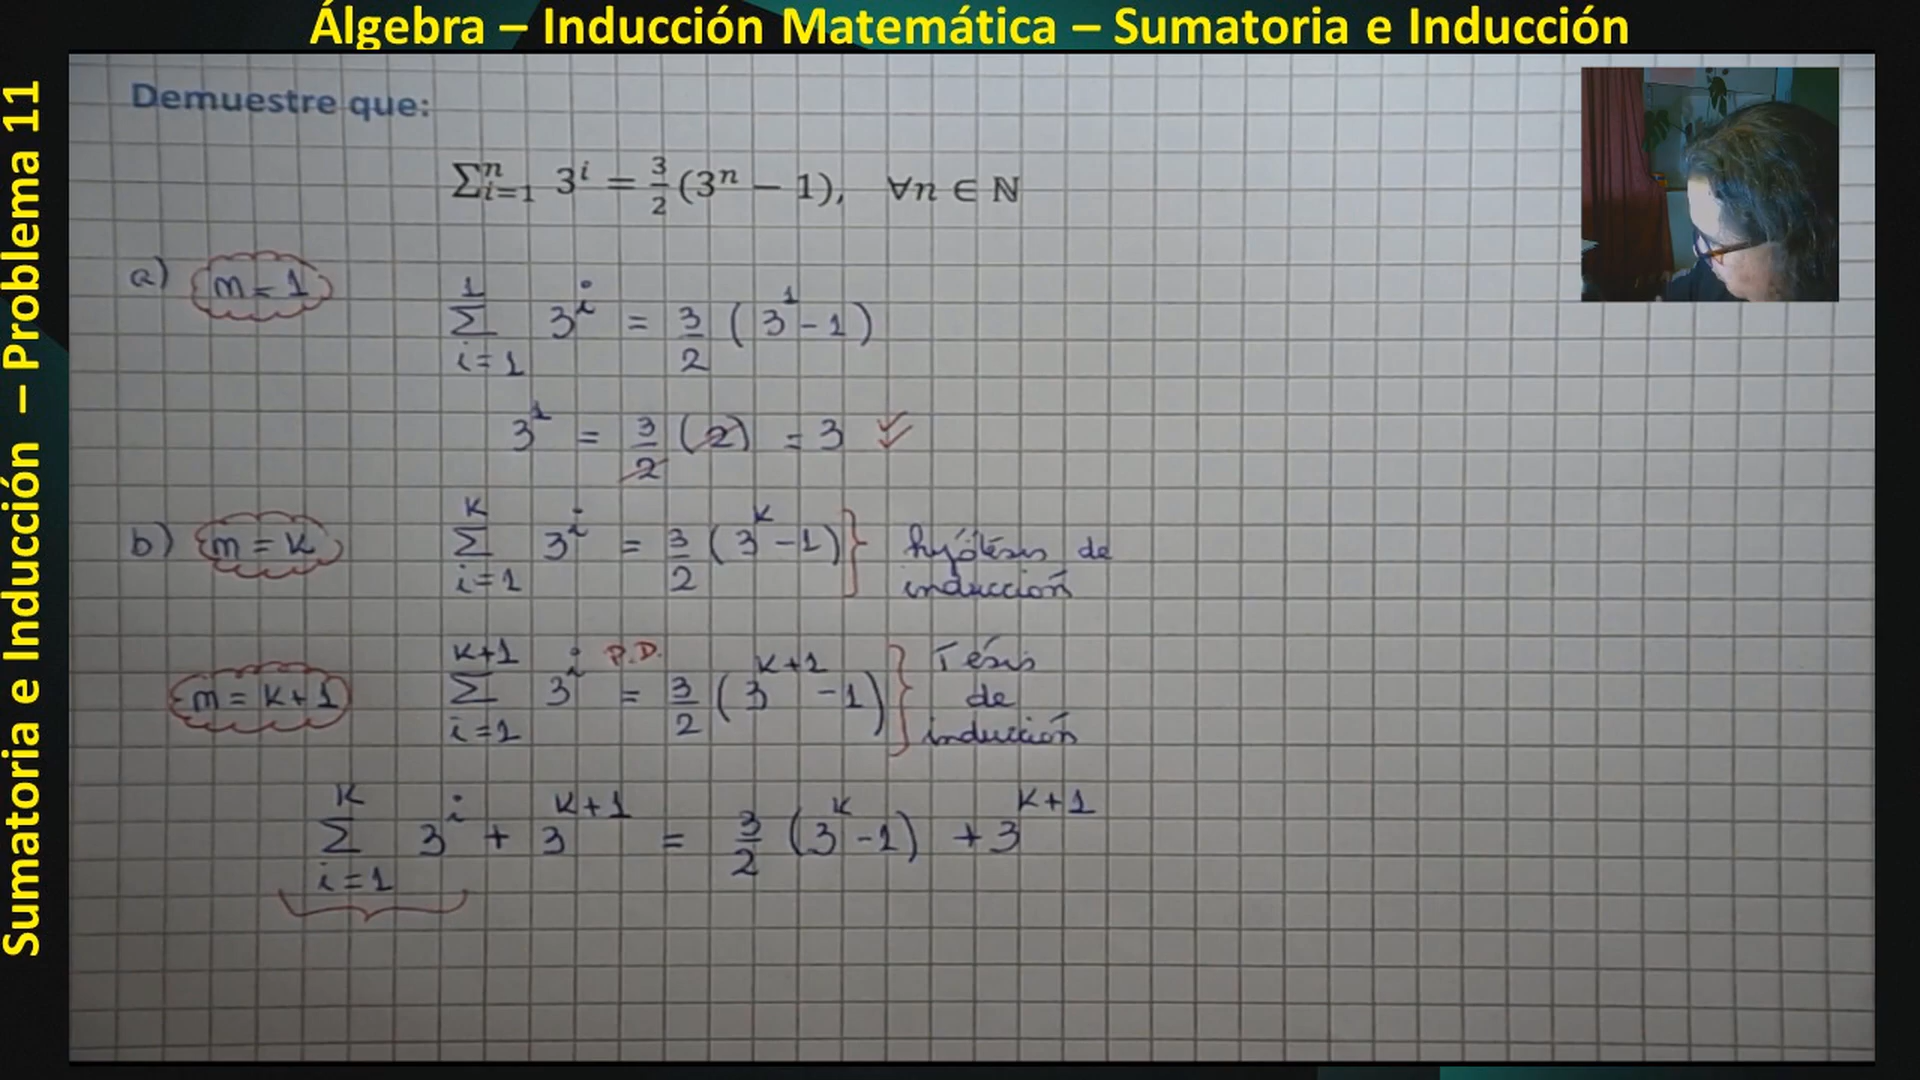 Álgebra – Inducción Matemática – Sumatoria e Inducción
Sumatoria e Inducción – Problema 11
Demuestre que:
∑ⁿᵢ₌₁ 3ⁱ = 3/2 (3ⁿ − 1), ∀n ∈ ℕ
a) n = 1 ∑¹ᵢ₌₁ 3ⁱ = 3/2 (3¹ - 1)
3¹ = 3/2 (2) = 3
b) n = k ∑ᵏᵢ₌₁ 3ⁱ = 3/2 (3ᵏ - 1) } hypótesis de
inducción
n = k+1 ∑ᵏ⁺¹ᵢ₌₁ 3ⁱ P.D. = 3/2 (3ᵏ⁺¹ - 1) } Tésis
de
inducción
∑ᵏᵢ₌₁ 3ⁱ + 3ᵏ⁺¹ = 3/2 (3ᵏ - 1) + 3ᵏ⁺¹